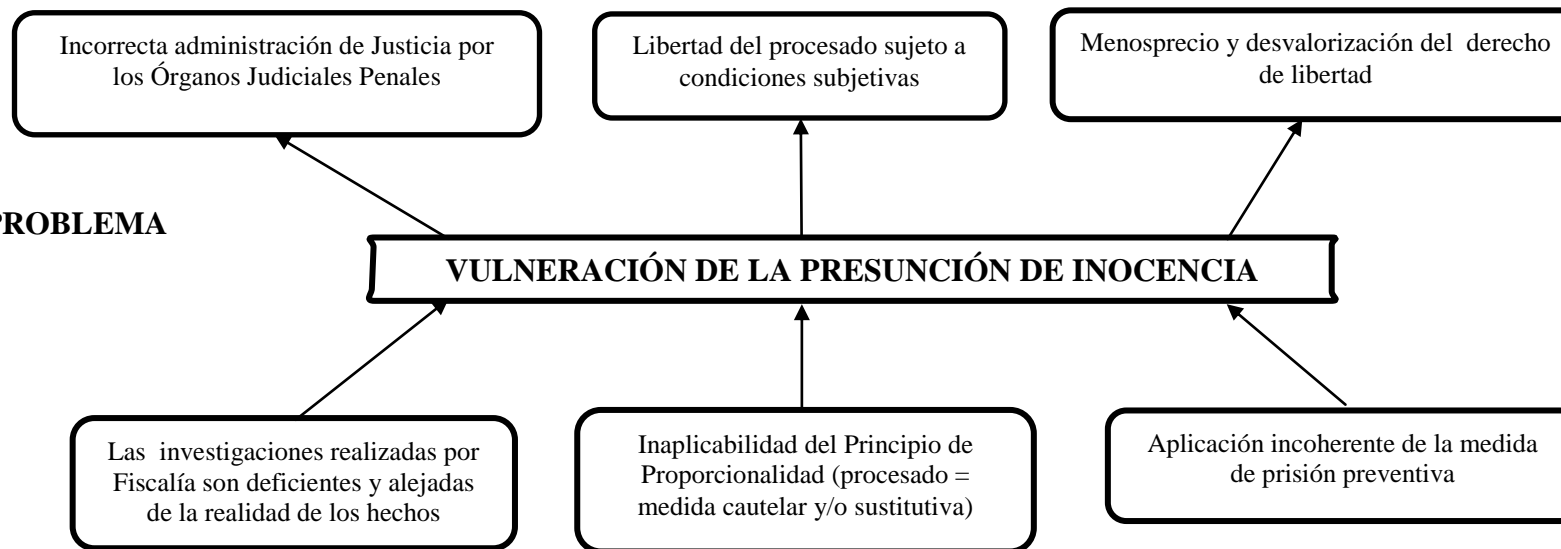 Incorrecta administración de Justicia por
los Órganos Judiciales Penales
Libertad del procesado sujeto a
condiciones subjetivas
Menosprecio y desvalorización del derecho
de libertad
PROBLEMA
VULNERACIÓN DE LA PRESUNCIÓN DE INOCENCIA
Las investigaciones realizadas por
Fiscalía son deficientes y alejadas
de la realidad de los hechos
Inaplicabilidad del Principio de
Proporcionalidad (procesado =
medida cautelar y/o sustitutiva)
Aplicación incoherente de la medida
de prisión preventiva